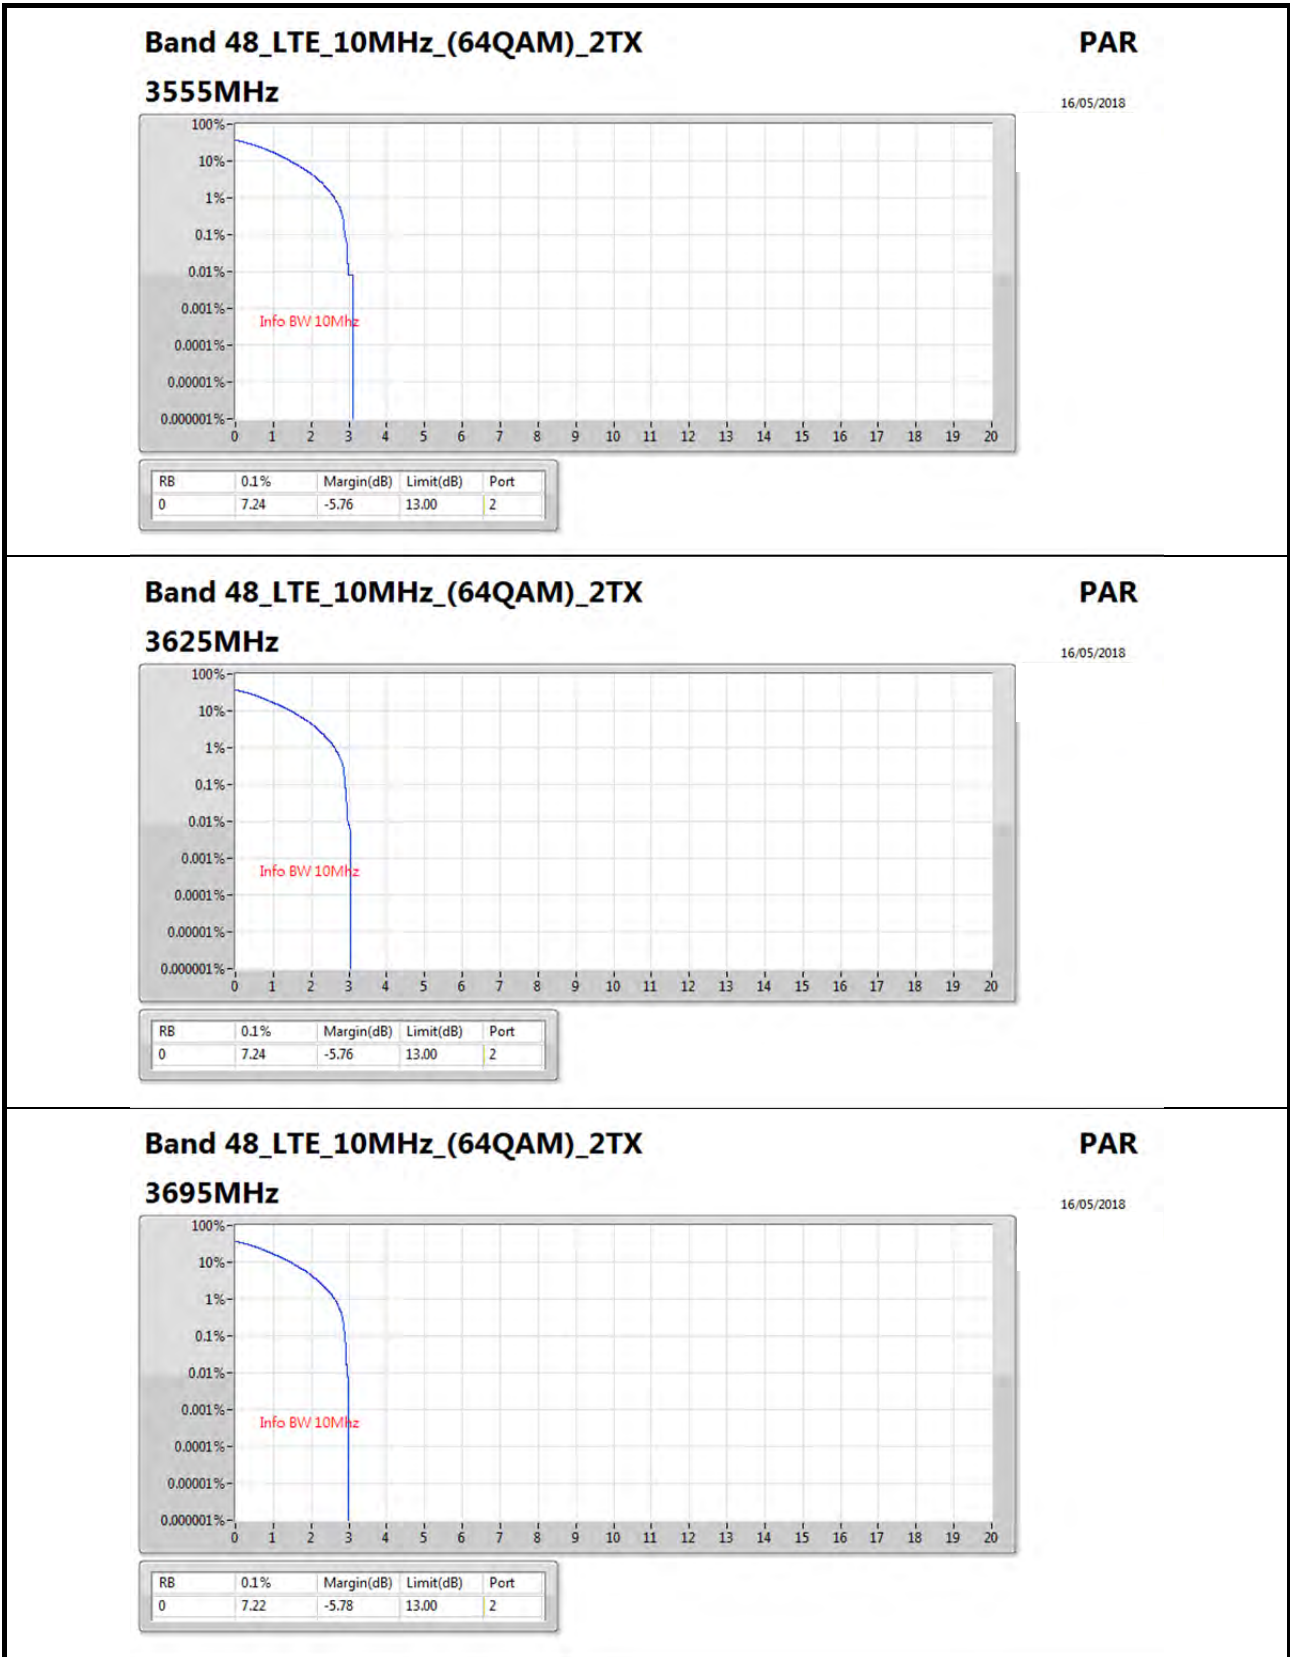 Band 48_LTE_10MHz_(64QAM)_2TX PAR
3555MHz
16/05/2018
100%
10%
1%
0.1%
0.01%
0.001%
Info BW 10Mhz
0.0001%
0.00001%
0.000001%
0 1 2 3 4 5 6 7 8 9 10 11 12 13 14 15 16 17 18 19 20
RB 0.1% Margin(dB) Limit(dB) Port
0 7.24 -5.76 13.00 2
Band 48_LTE_10MHz_(64QAM)_2TX PAR
3625MHz
16/05/2018
100%
10%
1%
0.1%
0.01%
0.001%
Info BW 10Mhz
0.0001%
0.00001%
0.000001%
0 1 2 3 4 5 6 7 8 9 10 11 12 13 14 15 16 17 18 19 20
RB 0.1% Margin(dB) Limit(dB) Port
0 7.24 -5.76 13.00 2
Band 48_LTE_10MHz_(64QAM)_2TX PAR
3695MHz
16/05/2018
100%
10%
1%
0.1%
0.01%
0.001%
Info BW 10Mhz
0.0001%
0.00001%
0.000001%
0 1 2 3 4 5 6 7 8 9 10 11 12 13 14 15 16 17 18 19 20
RB 0.1% Margin(dB) Limit(dB) Port
0 7.22 -5.78 13.00 2